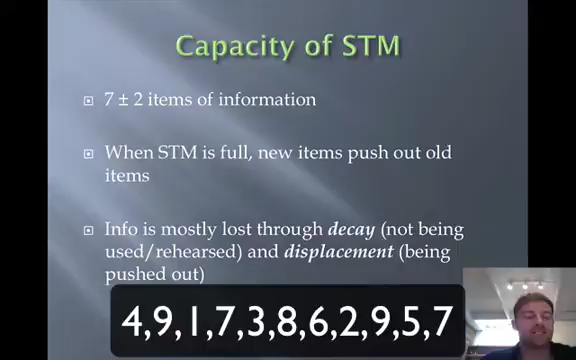 Capacity of STM
7 ± 2 items of information
When STM is full, new items push out old
items
Info is mostly lost through decay (not being
used/rehearsed) and displacement (being
pushed out)
4,9,1,7,3,8,6,2,9,5,7